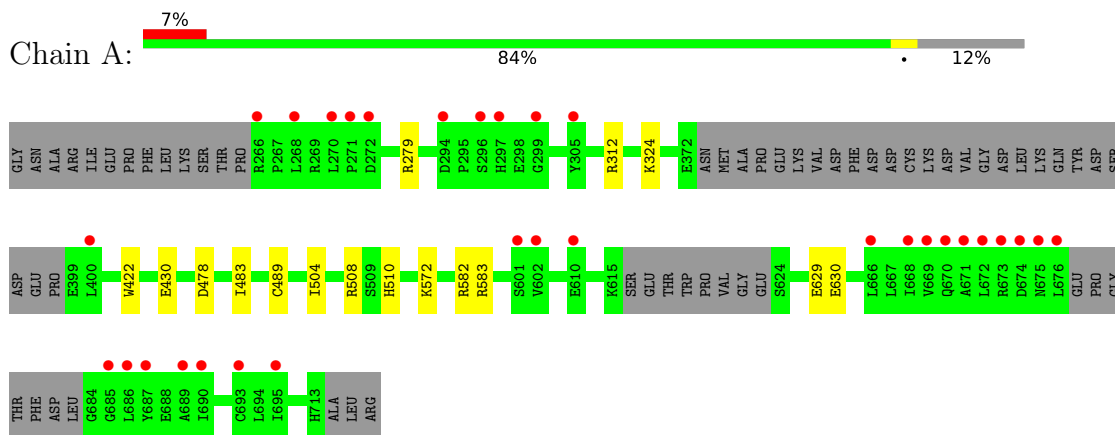 7%
Chain A:
84% • 12%
GLY ASN ALA ARG ILE GLU PRO PHE LEU LYS SER THR PRO R266 P267 L268 R269 L270 P271 D272 R279 D294 P295 S296 H297 E298 G299 Y305 R312 K324 E372 ASN MET ALA PRO GLU LYS VAL ASP PHE ASP ASP CYS LYS ASP VAL GLY ASP LEU LYS GLN TYR ASP SER
ASP GLU PRO E399 L400 W422 E430 D478 I483 C489 I504 R508 S509 H510 K572 R582 R583 S601 V602 E610 K615 SER GLU THR TRP PRO VAL GLY GLU S624 E629 E630 L666 L667 I668 V669 Q670 A671 L672 R673 D674 N675 L676 GLU PRO GLY
THR PHE ASP LEU G684 G685 L686 Y687 E688 A689 I690 C693 L694 I695 H713 ALA LEU ARG